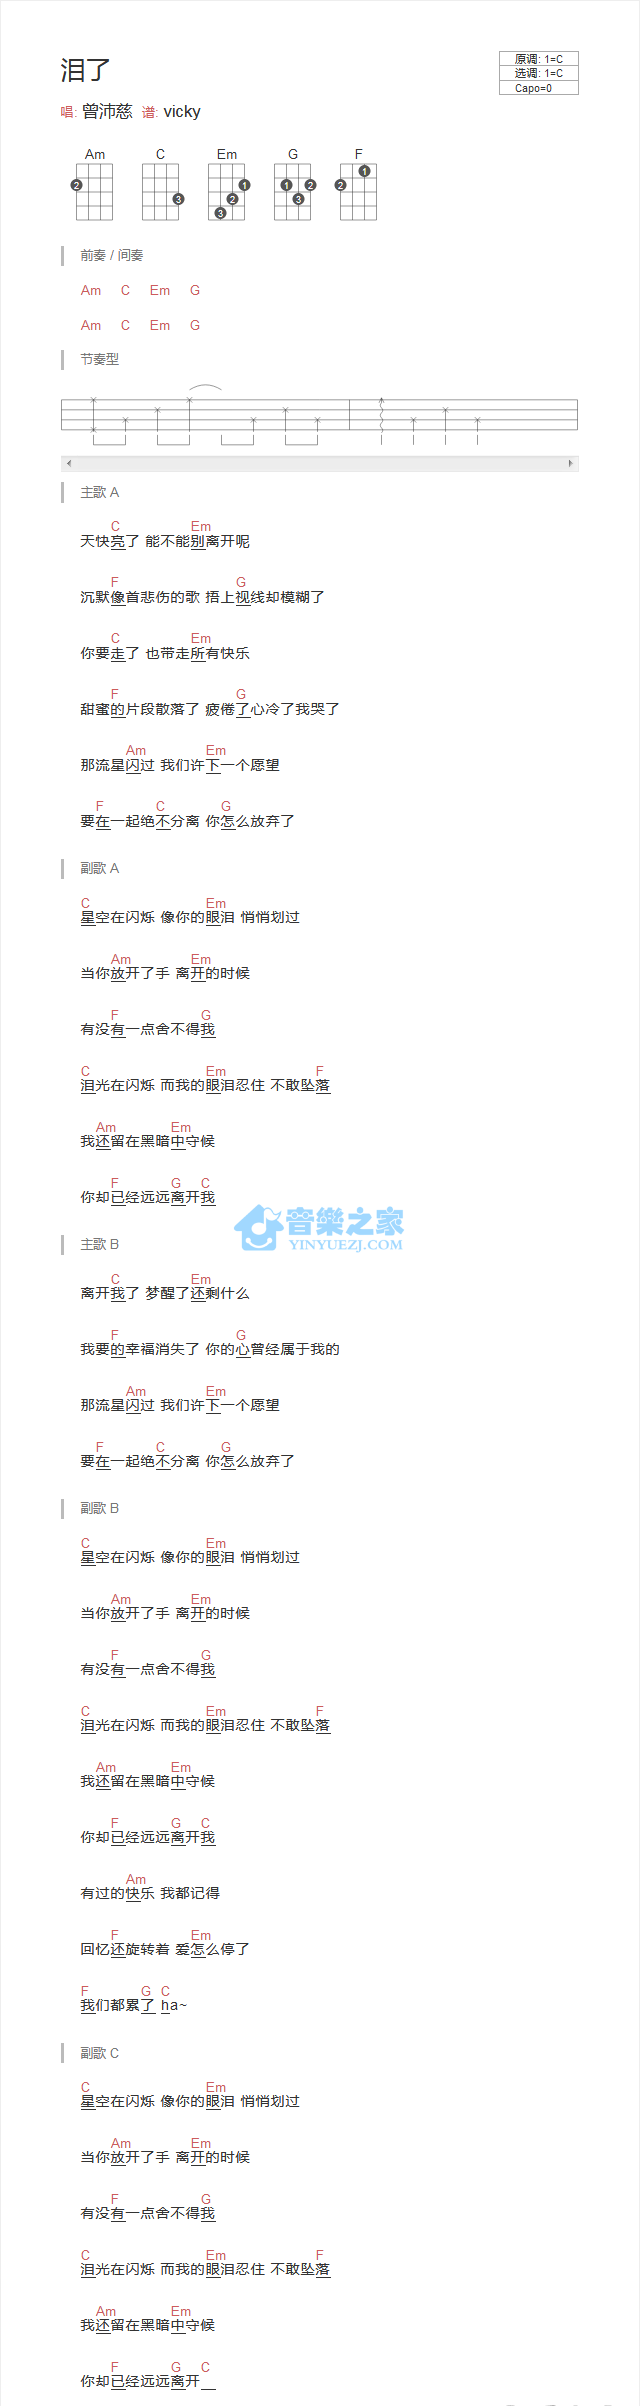 泪了
原调: 1=C
选调: 1=C
Capo=0
唱: 曾沛慈 谱: vicky
Am C Em G F
2 3 1 2 3 1 2 3 1 2
前奏 / 间奏
Am C Em G
Am C Em G
节奏型
主歌 A
C Em
天快亮了 能不能别离开呢
F G
沉默像首悲伤的歌 捂上视线却模糊了
C Em
你要走了 也带走所有快乐
F G
甜蜜的片段散落了 疲倦了心冷了我哭了
Am Em
那流星闪过 我们许下一个愿望
F C G
要在一起绝不分离 你怎么放弃了
副歌 A
C Em
星空在闪烁 像你的眼泪 悄悄划过
Am Em
当你放开了手 离开的时候
F G
有没有一点舍不得我
C Em F
泪光在闪烁 而我的眼泪忍住 不敢坠落
Am Em
我还留在黑暗中守候
F G C
你却已经远远离开我
音樂之家
YINYUEZJ.COM
主歌 B
C Em
离开我了 梦醒了还剩什么
F G
我要的幸福消失了 你的心曾经属于我的
Am Em
那流星闪过 我们许下一个愿望
F C G
要在一起绝不分离 你怎么放弃了
副歌 B
C Em
星空在闪烁 像你的眼泪 悄悄划过
Am Em
当你放开了手 离开的时候
F G
有没有一点舍不得我
C Em F
泪光在闪烁 而我的眼泪忍住 不敢坠落
Am Em
我还留在黑暗中守候
F G C
你却已经远远离开我
Am
有过的快乐 我都记得
F Em
回忆还旋转着 爱怎么停了
F G C
我们都累了 ha~
副歌 C
C Em
星空在闪烁 像你的眼泪 悄悄划过
Am Em
当你放开了手 离开的时候
F G
有没有一点舍不得我
C Em F
泪光在闪烁 而我的眼泪忍住 不敢坠落
Am Em
我还留在黑暗中守候
F G C
你却已经远远离开